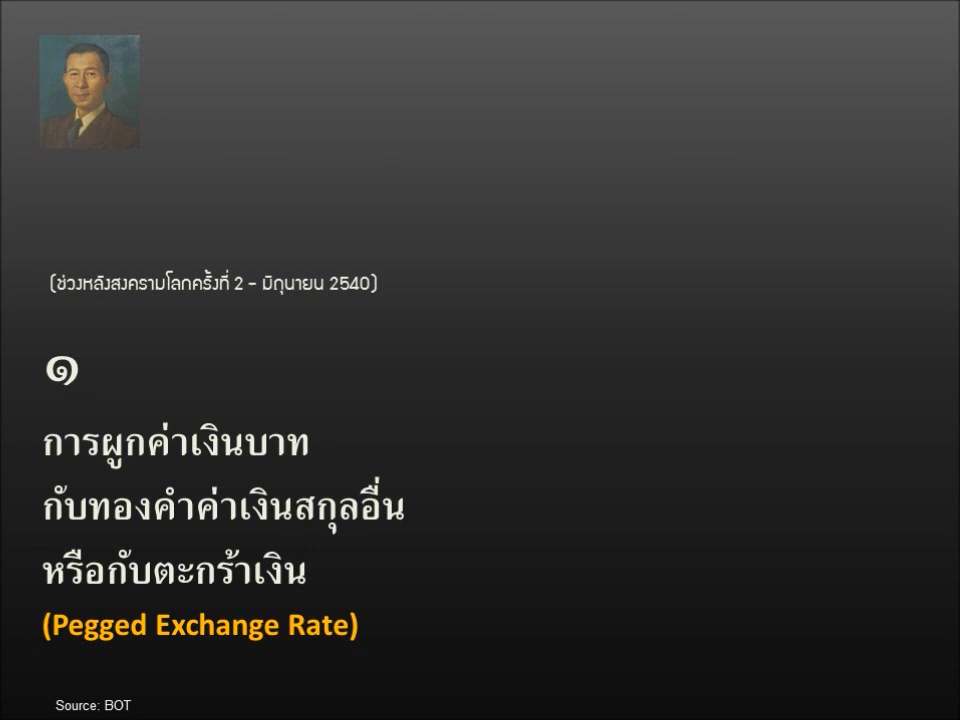 (ช่วงหลังสงครามโลกครั้งที่ 2 – มิถุนายน 2540)
๑
การผูกค่าเงินบาท
กับทองคำค่าเงินสกุลอื่น
หรือกับตะกร้าเงิน
(Pegged Exchange Rate)
Source: BOT